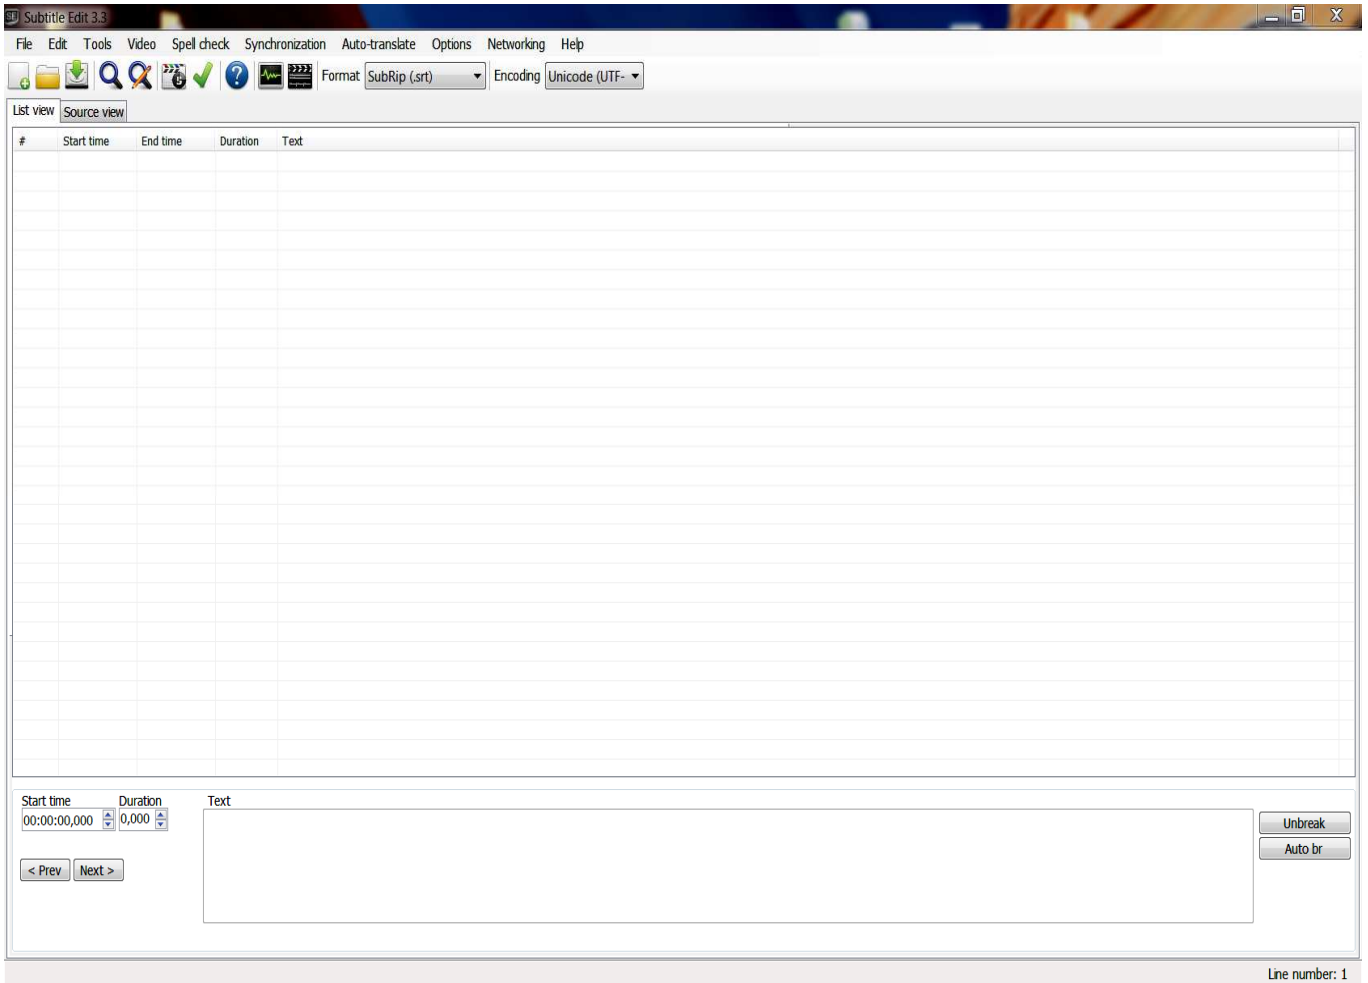 Subtitle Edit 3.3
File Edit Tools Video Spell check Synchronization Auto-translate Options Networking Help
Format SubRip (.srt) Encoding Unicode (UTF-
List view Source view
# Start time End time Duration Text
Start time Duration Text
00:00:00,000 0,000
Unbreak
Auto br
< Prev Next >
Line number: 1